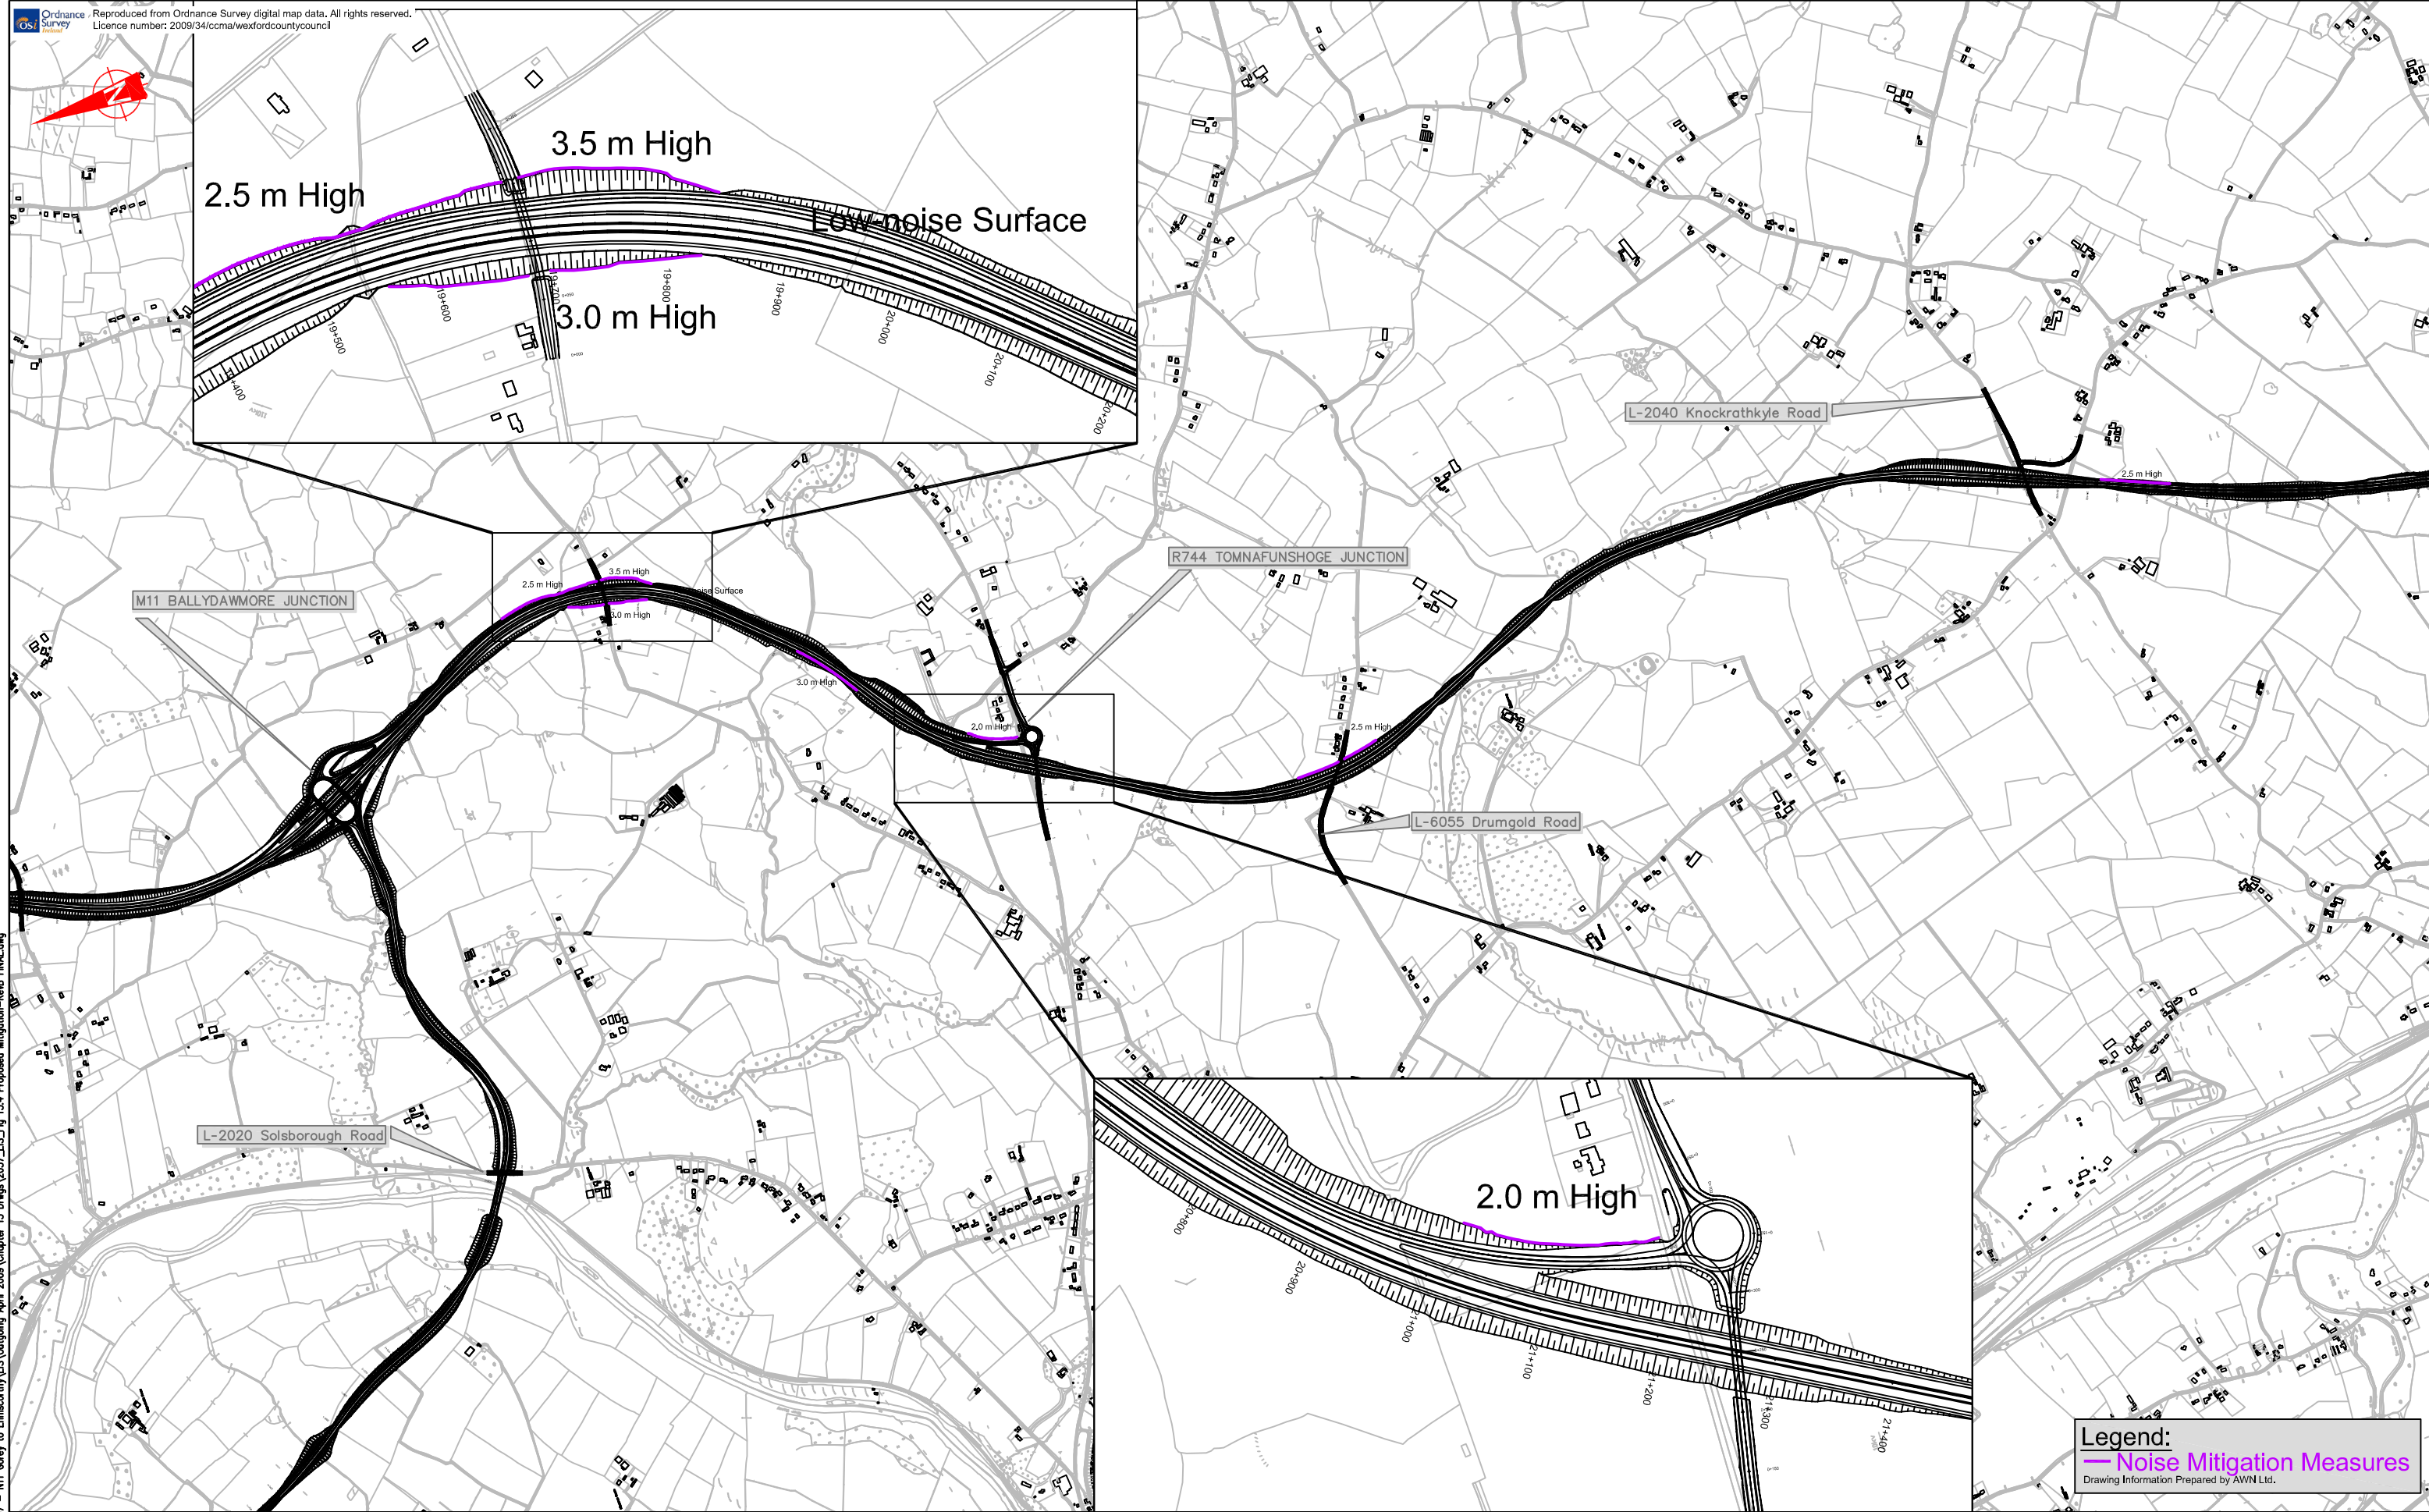 Ordnance
Survey
Ireland
OSi
Reproduced from Ordnance Survey digital map data. All rights reserved.
Licence number: 2009/34/ccma/wexfordcountycouncil
N
3.5 m High
2.5 m High
Low-noise Surface
3.0 m High
19+500
19+600
19+700
19+800
19+900
20+000
20+100
20+200
110kV
L-2040 Knockrathkyle Road
2.5 m High
R744 TOMNAFUNSHOGE JUNCTION
M11 BALLYDAWMORE JUNCTION
2.5 m High
3.5 m High
Surface
3.0 m High
3.0 m High
2.0 m High
2.5 m High
L-6055 Drumgold Road
L-2020 Solsborough Road
2.0 m High
20+800
20+900
21+000
21+100
21+200
21+300
21+400
Legend:
Noise Mitigation Measures
Drawing Information Prepared by AWN Ltd.